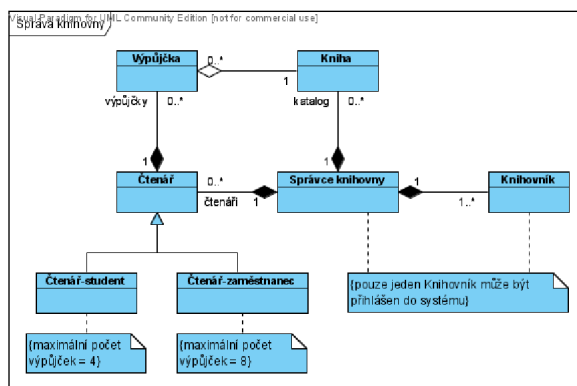 Visual Paradigm for UML Community Edition [not for commercial use]
Správa knihovny
Výpůjčka
0..*
1
Kniha
výpůjčky
0..*
katalog
0..*
1
1
Čtenář
0..*
čtenáři
1
Správce knihovny
1
1..*
Knihovník
Čtenář-student
Čtenář-zaměstnanec
{pouze jeden Knihovník může být
přihlášen do systému}
{maximální počet
výpůjček = 4}
{maximální počet
výpůjček = 8}